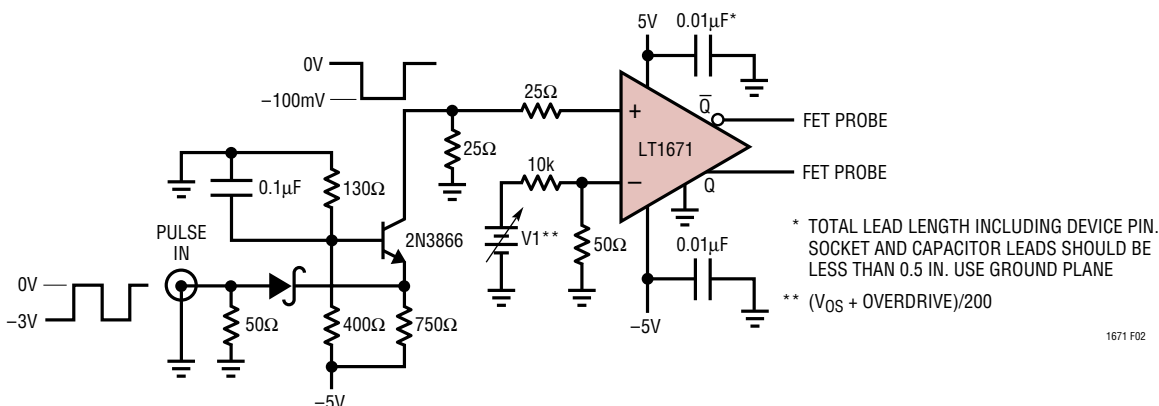 5V
0.01μF*
0V
–100mV
25Ω
+
Q̅
FET PROBE
25Ω
LT1671
10k
FET PROBE
0.1μF
130Ω
–
Q
PULSE
IN
2N3866
V1**
50Ω
0.01μF
* TOTAL LEAD LENGTH INCLUDING DEVICE PIN.
SOCKET AND CAPACITOR LEADS SHOULD BE
LESS THAN 0.5 IN. USE GROUND PLANE
0V
–3V
50Ω
400Ω
750Ω
–5V
** (VOS + OVERDRIVE)/200
–5V
1671 F02